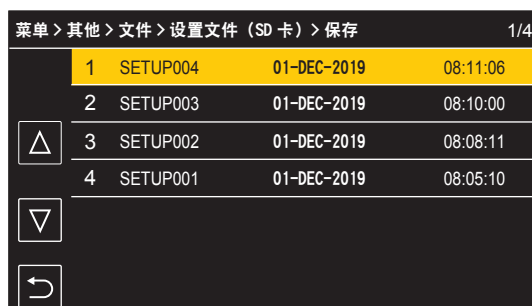 菜单 > 其他 > 文件 > 设置文件（SD 卡）> 保存 1/4
1 SETUP004 01-DEC-2019 08:11:06
2 SETUP003 01-DEC-2019 08:10:00
3 SETUP002 01-DEC-2019 08:08:11
4 SETUP001 01-DEC-2019 08:05:10